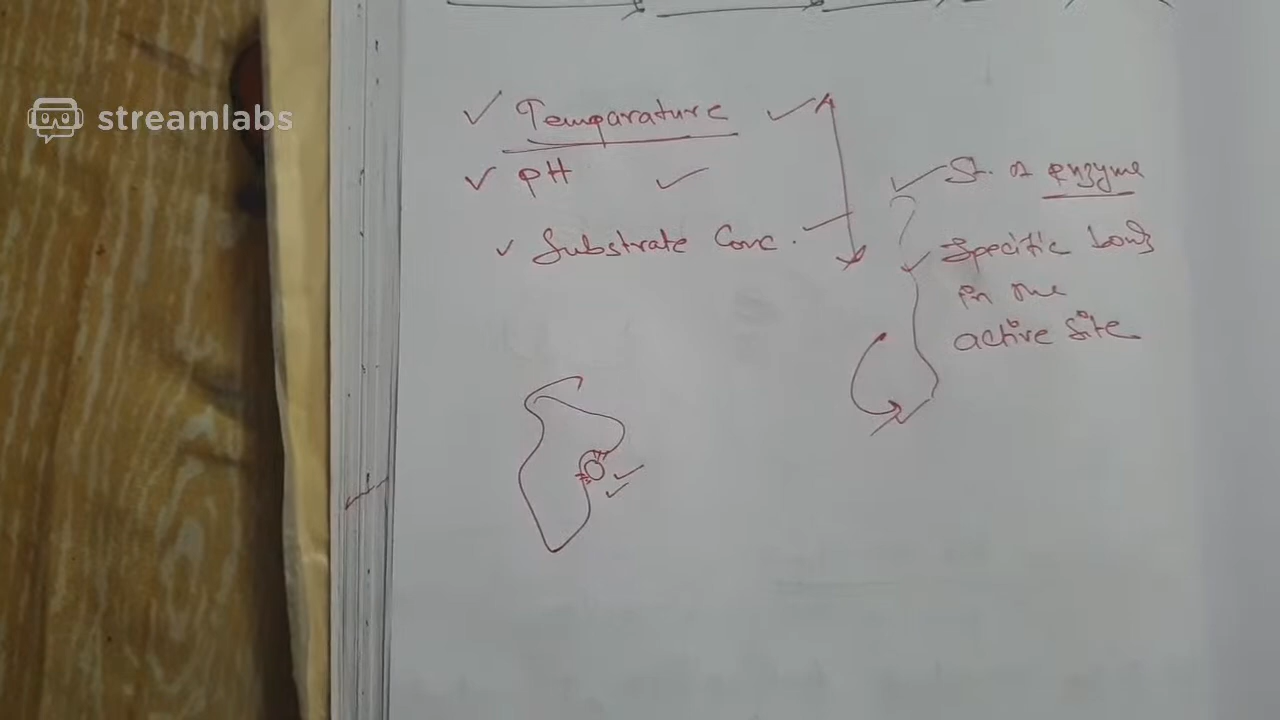 streamlabs
Temparature
pH
Substrate Conc.
St. of enzyme
Specific bonds
in the
active site